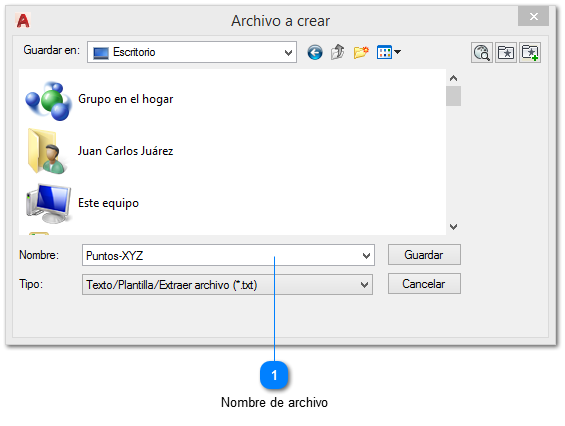 Archivo a crear
Guardar en: Escritorio
Grupo en el hogar
Juan Carlos Juárez
Este equipo
Nombre: Puntos-XYZ Guardar
Tipo: Texto/Plantilla/Extraer archivo (*.txt) Cancelar
1
Nombre de archivo